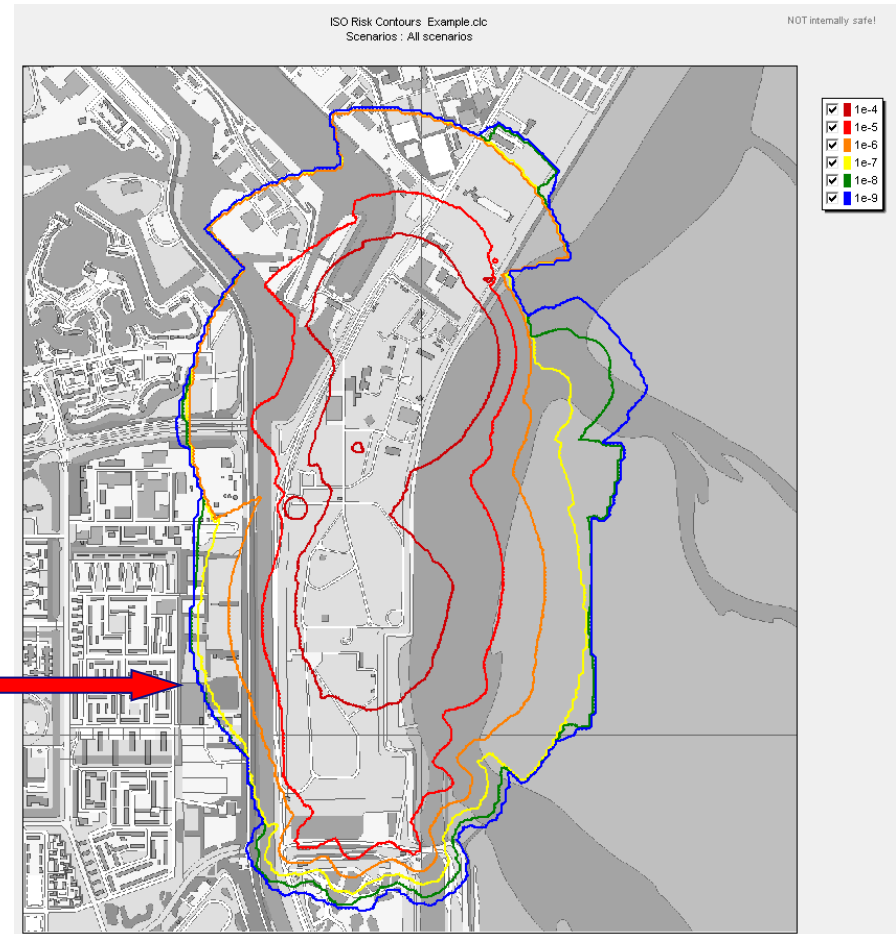 ISO Risk Contours Example.clc
Scenarios : All scenarios
NOT internally safe!
1e-4
1e-5
1e-6
1e-7
1e-8
1e-9